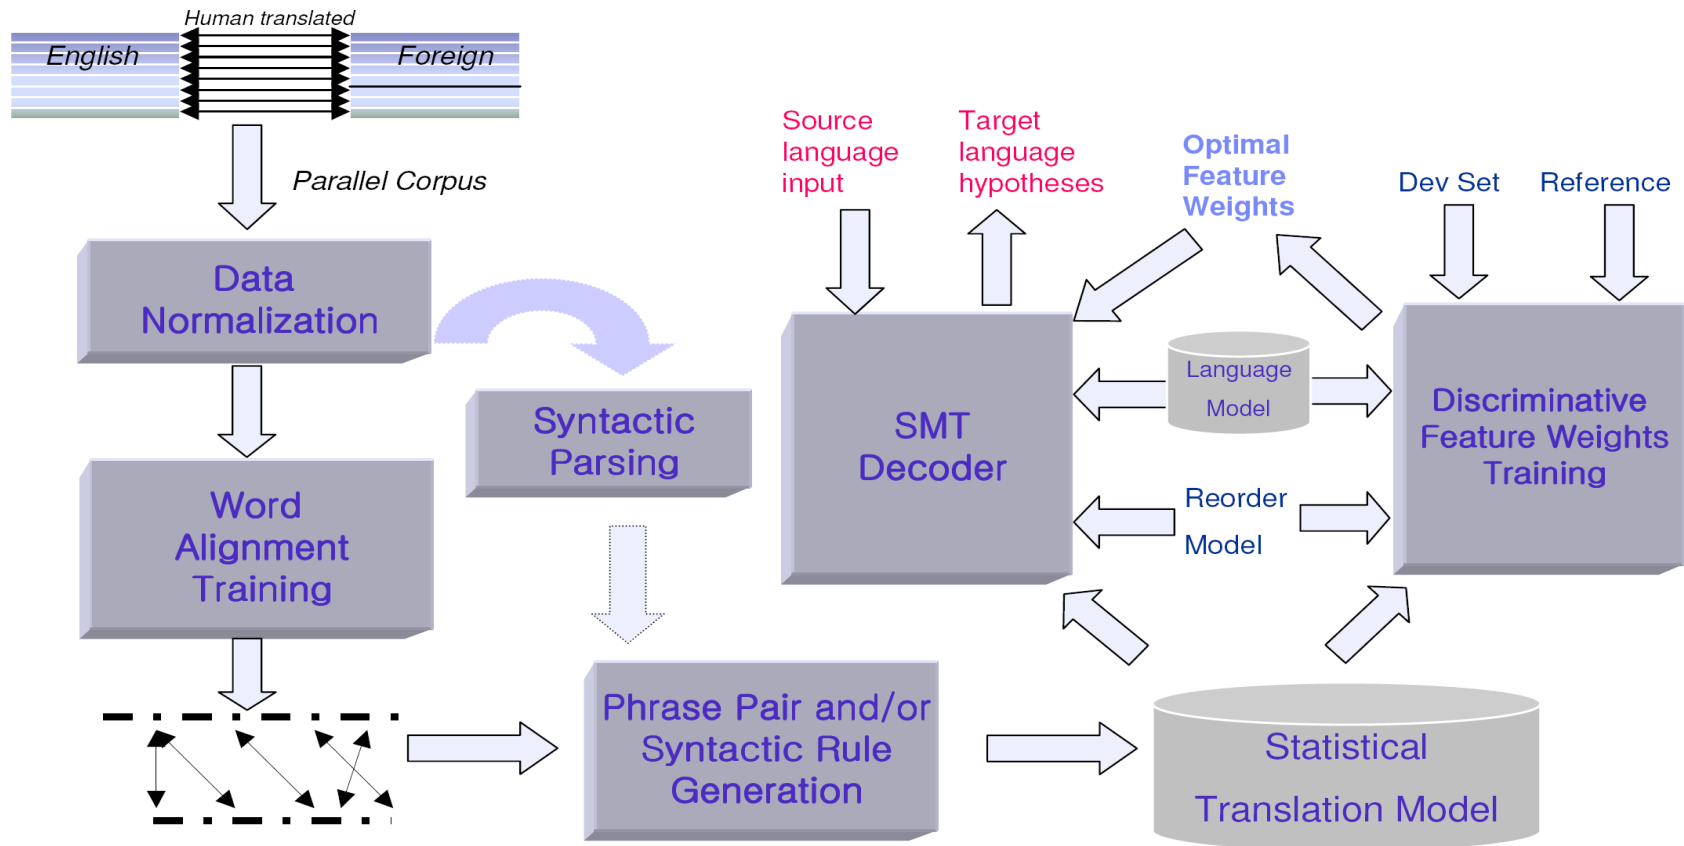 Human translated
English
Foreign
Parallel Corpus
Data
Normalization
Syntactic
Parsing
Word
Alignment
Training
Phrase Pair and/or
Syntactic Rule
Generation
Source
language
input
Target
language
hypotheses
Optimal
Feature
Weights
Dev Set
Reference
SMT
Decoder
Language
Model
Reorder
Model
Discriminative
Feature Weights
Training
Statistical
Translation Model